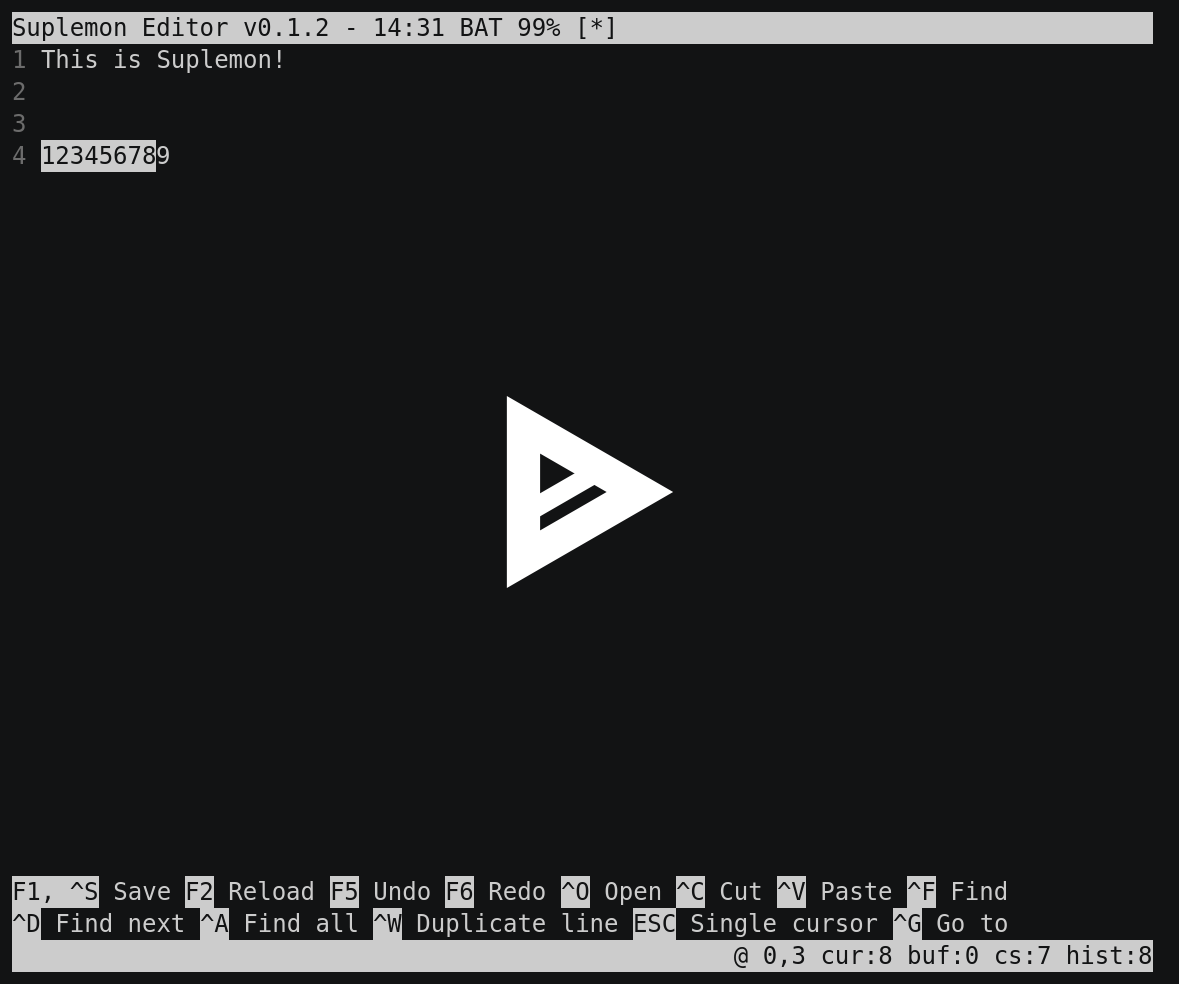 Suplemon Editor v0.1.2 - 14:31 BAT 99% [*]
1 This is Suplemon!
2
3
4 123456789
F1, ^S Save F2 Reload F5 Undo F6 Redo ^O Open ^C Cut ^V Paste ^F Find
^D Find next ^A Find all ^W Duplicate line ESC Single cursor ^G Go to
@ 0,3 cur:8 buf:0 cs:7 hist:8